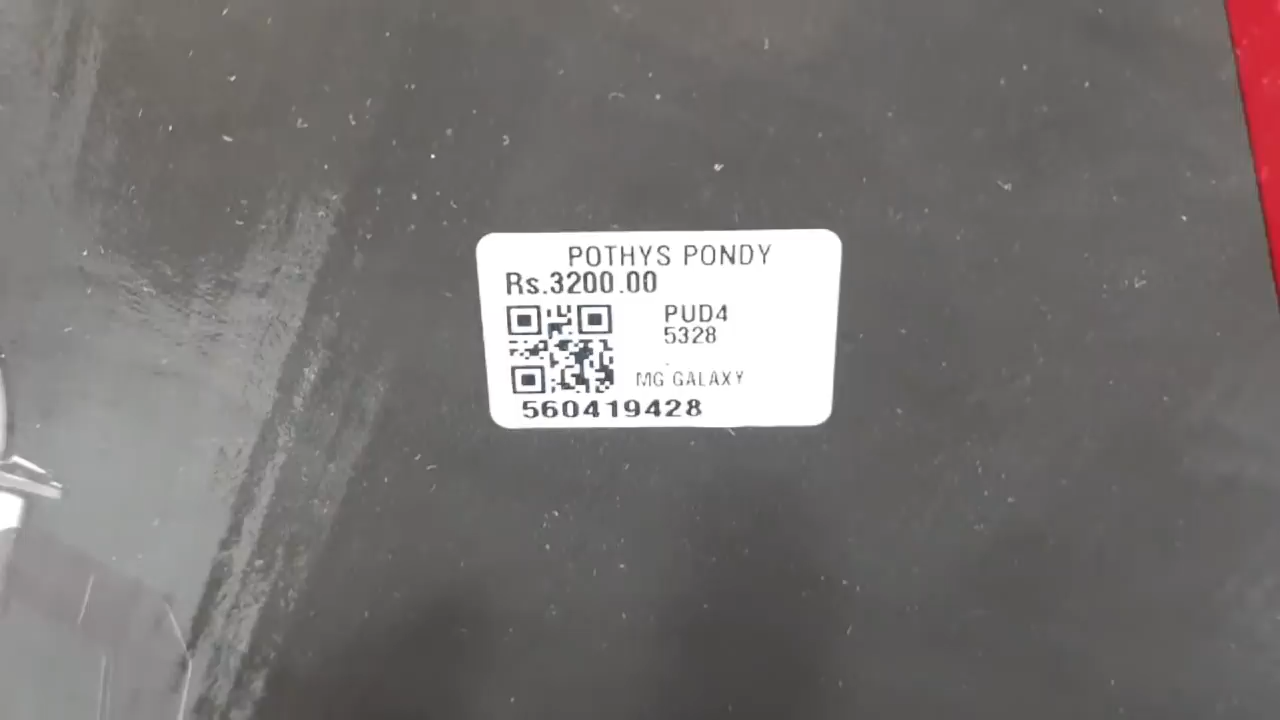 POTHYS PONDY
Rs.3200.00
PUD4
5328
MG GALAXY
560419428